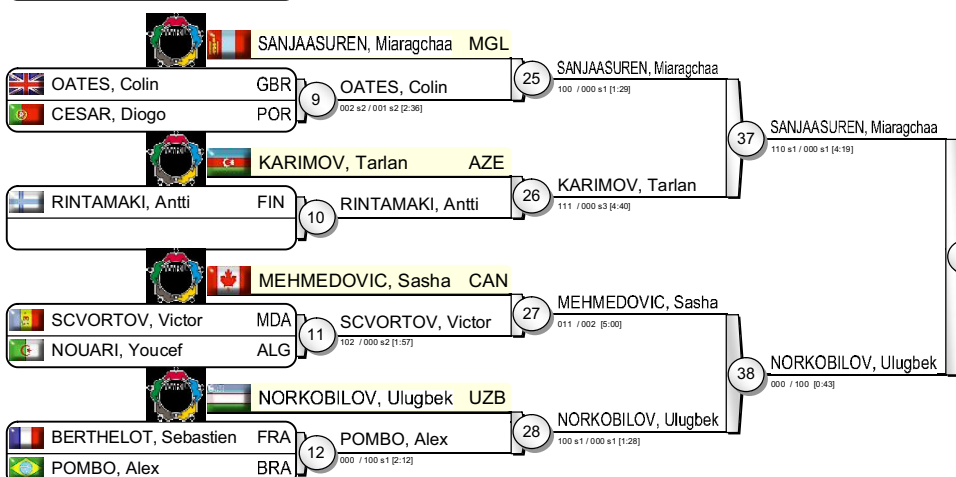 SANJAASUREN, Miaragchaa MGL
OATES, Colin GBR
CESAR, Diogo POR
9
OATES, Colin
002 s2 / 001 s2 [2:36]
25
SANJAASUREN, Miaragchaa
100 / 000 s1 [1:29]
KARIMOV, Tarlan AZE
RINTAMAKI, Antti FIN
10
RINTAMAKI, Antti
26
KARIMOV, Tarlan
111 / 000 s3 [4:40]
37
SANJAASUREN, Miaragchaa
110 s1 / 000 s1 [4:19]
MEHMEDOVIC, Sasha CAN
SCVORTOV, Victor MDA
NOUARI, Youcef ALG
11
SCVORTOV, Victor
102 / 000 s2 [1:57]
27
MEHMEDOVIC, Sasha
011 / 002 [5:00]
NORKOBILOV, Ulugbek UZB
BERTHELOT, Sebastien FRA
POMBO, Alex BRA
12
POMBO, Alex
000 / 100 s1 [2:12]
28
NORKOBILOV, Ulugbek
100 s1 / 000 s1 [1:28]
38
NORKOBILOV, Ulugbek
000 / 100 [0:43]